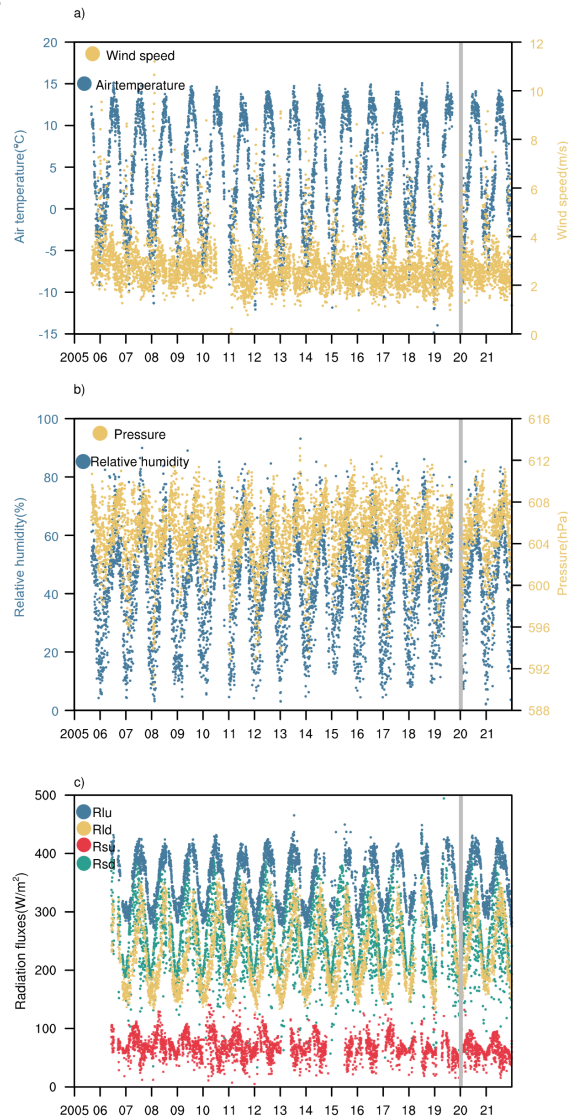 a)
20
15
10
5
0
-5
-10
-15
Air temperature(℃)
Wind speed
Air temperature
12
10
8
6
4
2
0
Wind speed(m/s)
2005 06 07 08 09 10 11 12 13 14 15 16 17 18 19 20 21
b)
100
80
60
40
20
0
Relative humidity(%)
Pressure
Relative humidity
616
612
608
604
600
596
592
588
Pressure(hPa)
2005 06 07 08 09 10 11 12 13 14 15 16 17 18 19 20 21
c)
500
400
300
200
100
0
Radiation fluxes(W/m²)
Rlu
Rld
Rsu
Rsd
2005 06 07 08 09 10 11 12 13 14 15 16 17 18 19 20 21